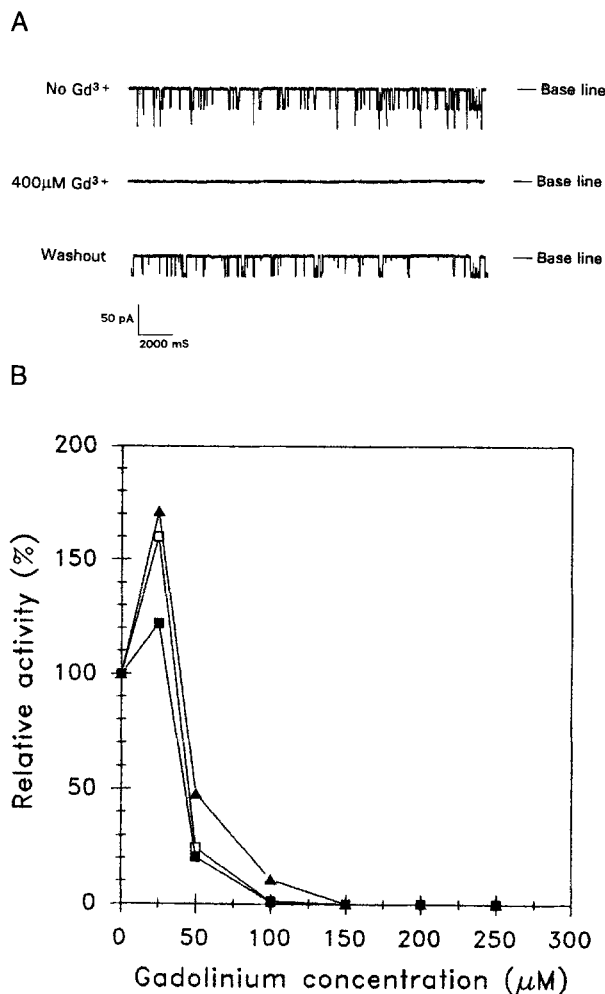 A
No Gd³⁺ — Base line
400μM Gd³⁺ — Base line
Washout — Base line
50 pA
2000 mS
B
200
150
100
50
0
Relative activity (%)
0 50 100 150 200 250 300
Gadolinium concentration (μM)